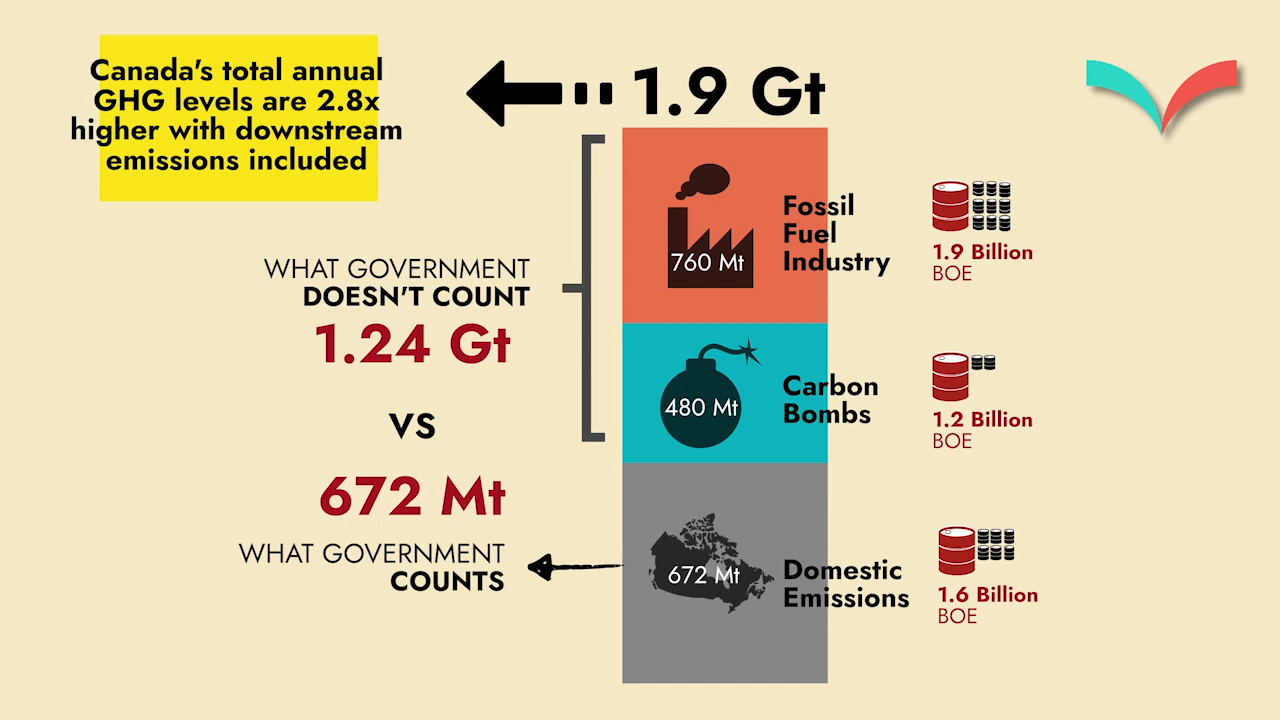 Canada's total annual
GHG levels are 2.8x
higher with downstream
emissions included
1.9 Gt
WHAT GOVERNMENT
DOESN'T COUNT
1.24 Gt
VS
672 Mt
WHAT GOVERNMENT
COUNTS
760 Mt
Fossil
Fuel
Industry
1.9 Billion
BOE
480 Mt
Carbon
Bombs
1.2 Billion
BOE
672 Mt
Domestic
Emissions
1.6 Billion
BOE